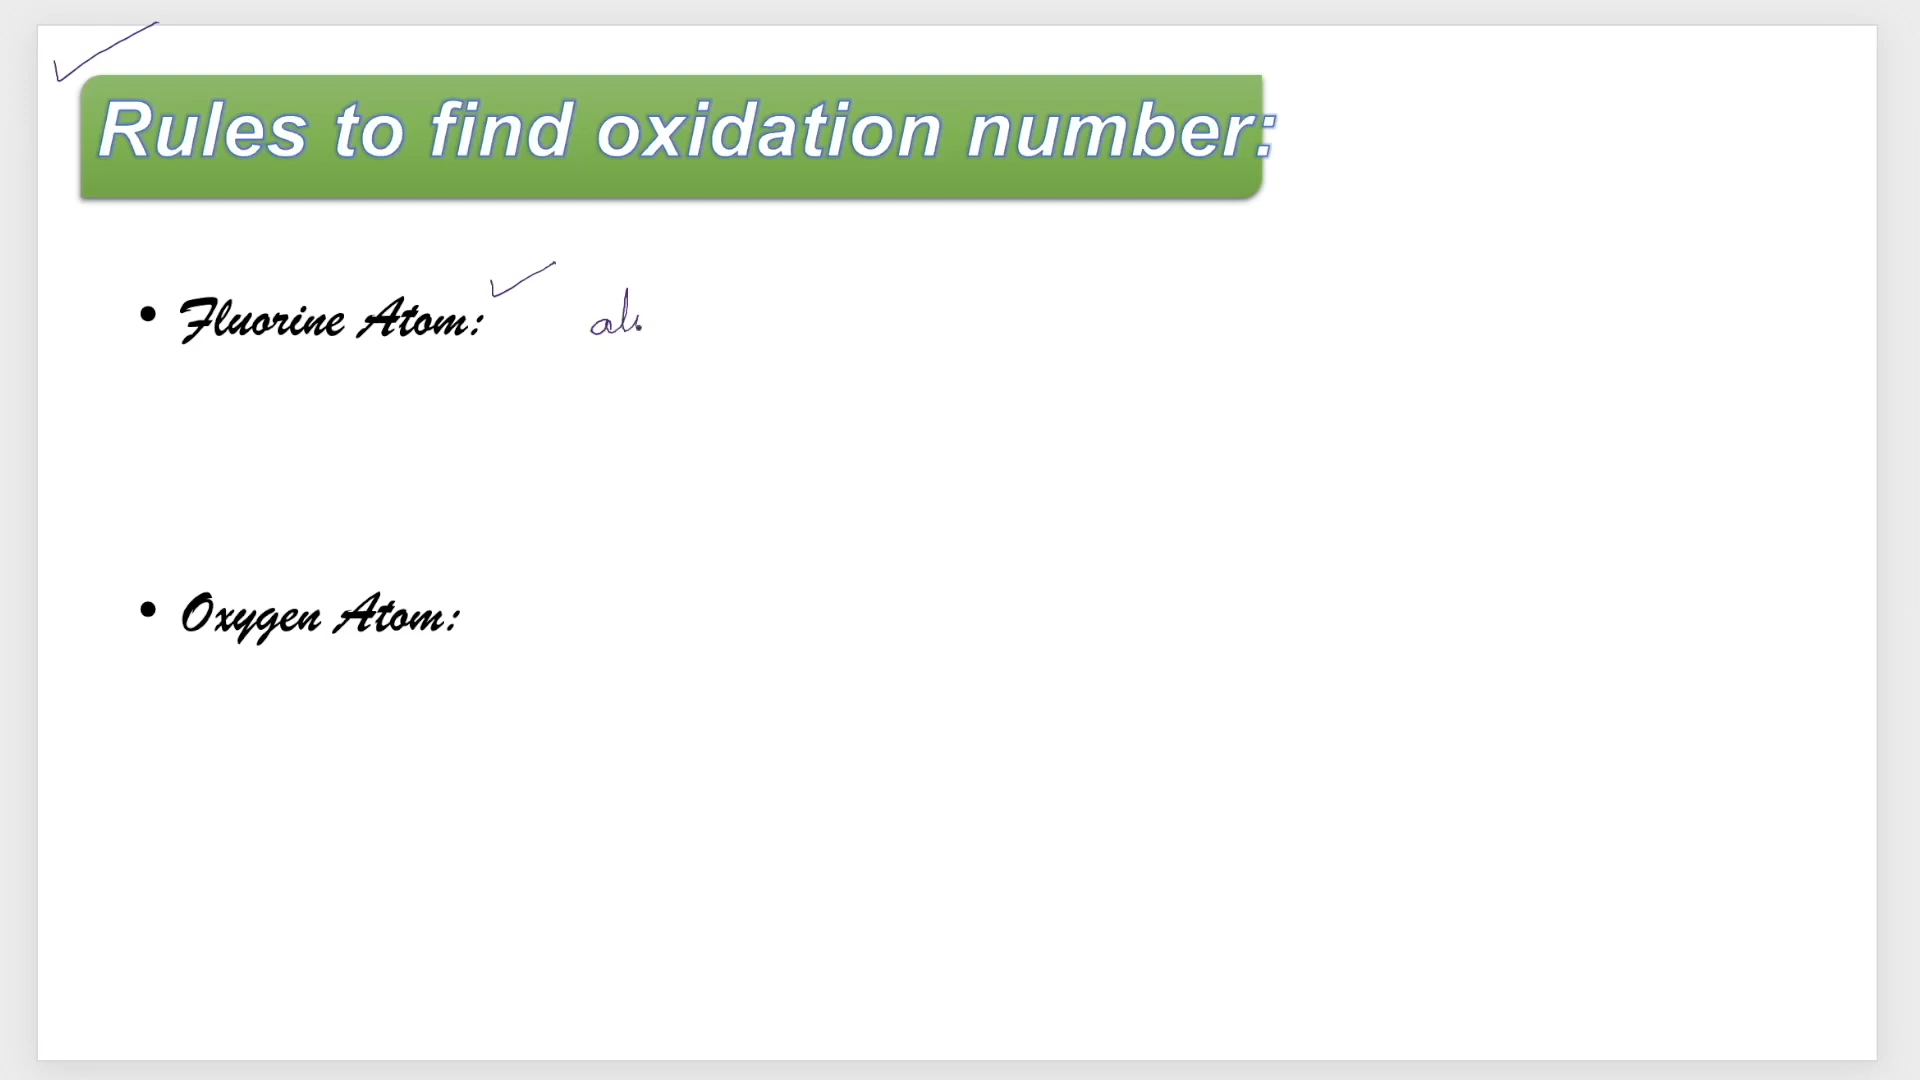 Rules to find oxidation number:
• Fluorine Atom:
• Oxygen Atom: